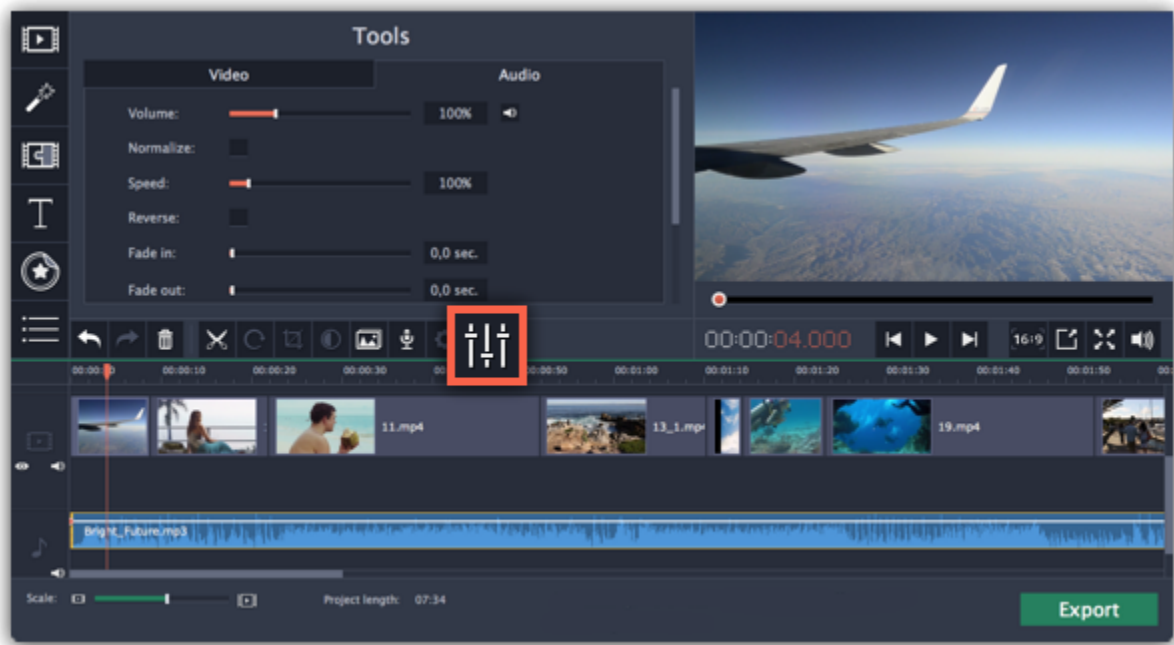 Tools
Video
Audio
Volume:
100%
Normalize:
Speed:
100%
Reverse:
Fade in:
0,0 sec.
Fade out:
0,0 sec.
00:00:04.000
16:9
00:00:10
00:00:20
00:00:30
00:00:50
00:01:00
00:01:10
00:01:20
00:01:30
00:01:40
00:01:50
11.mp4
13_1.mp4
19.mp4
Bright_Future.mp3
Scale:
Project length: 07:34
Export